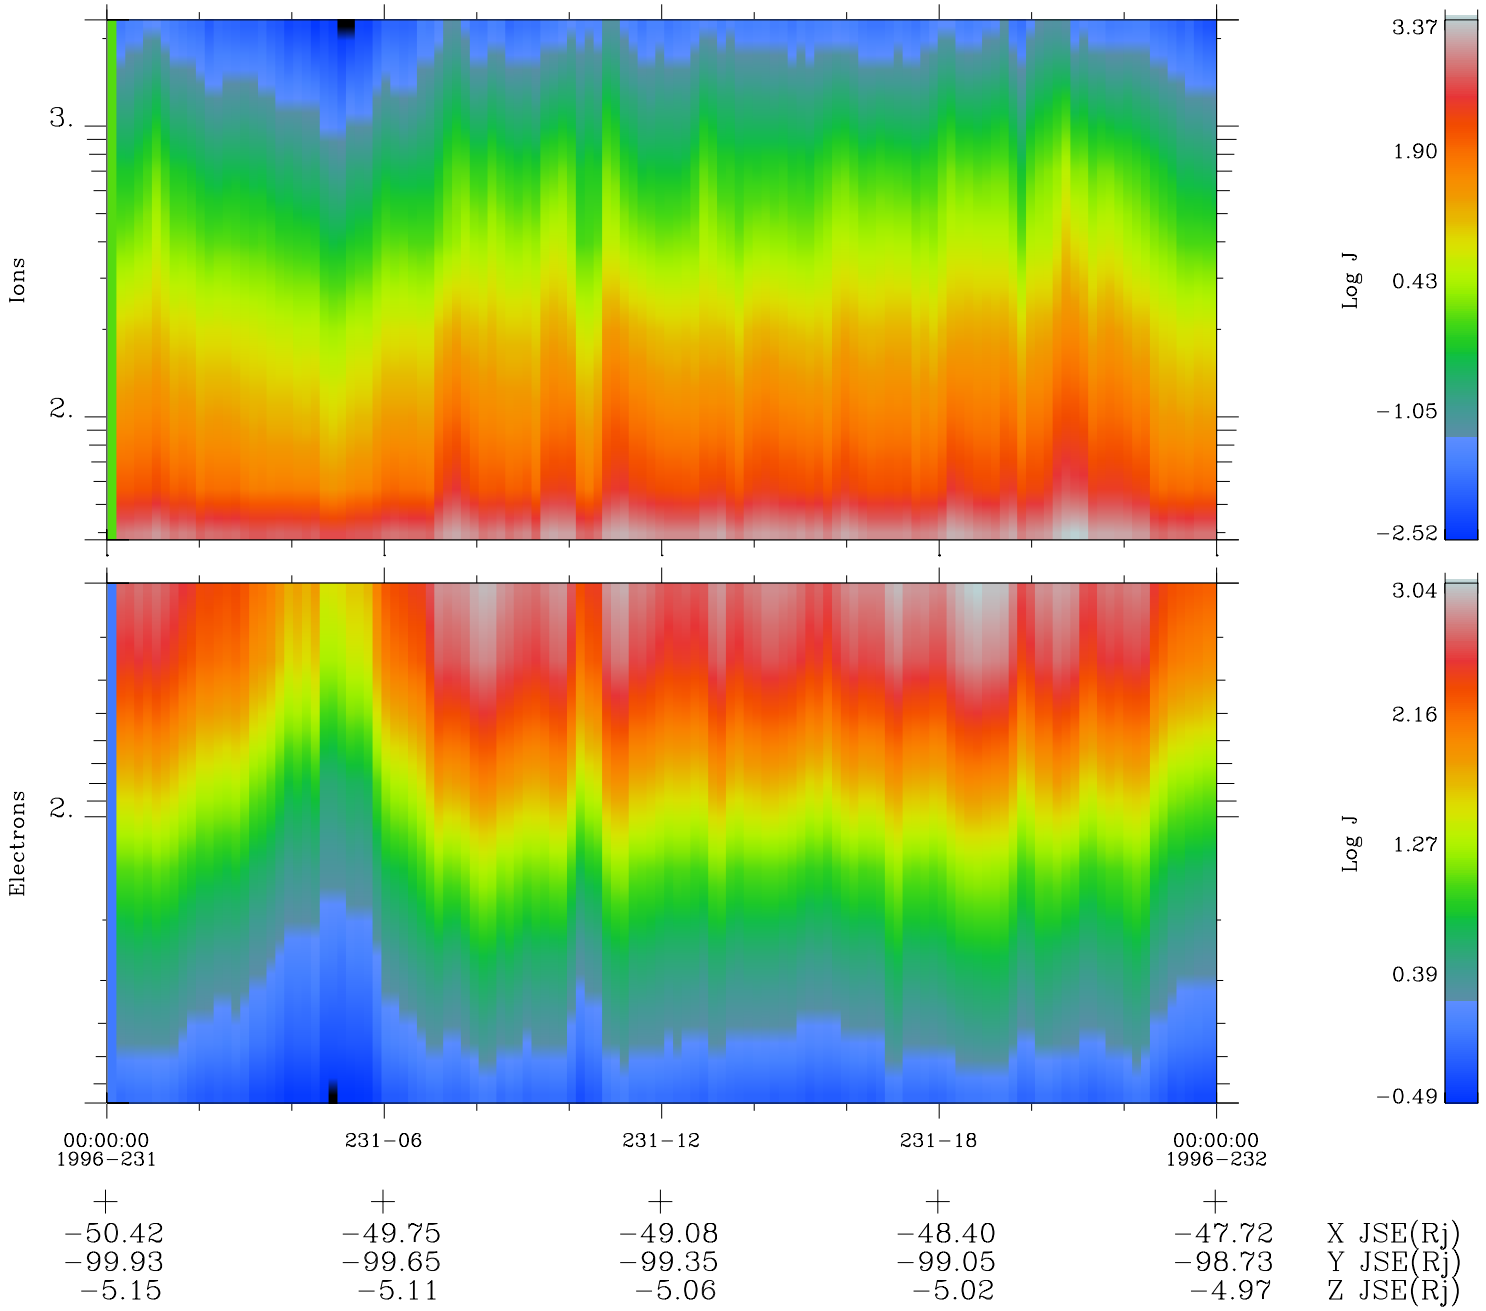 3.
2.
Ions
3.37
1.90
0.43
−1.05
−2.52
Log J
2.
Electrons
3.04
2.16
1.27
0.39
−0.49
Log J
00:00:00 231−06 231−12 231−18 00:00:00
1996−231 1996−232
−50.42 −49.75 −49.08 −48.40 −47.72 X JSE(Rj)
−99.93 −99.65 −99.35 −99.05 −98.73 Y JSE(Rj)
−5.15 −5.11 −5.06 −5.02 −4.97 Z JSE(Rj)